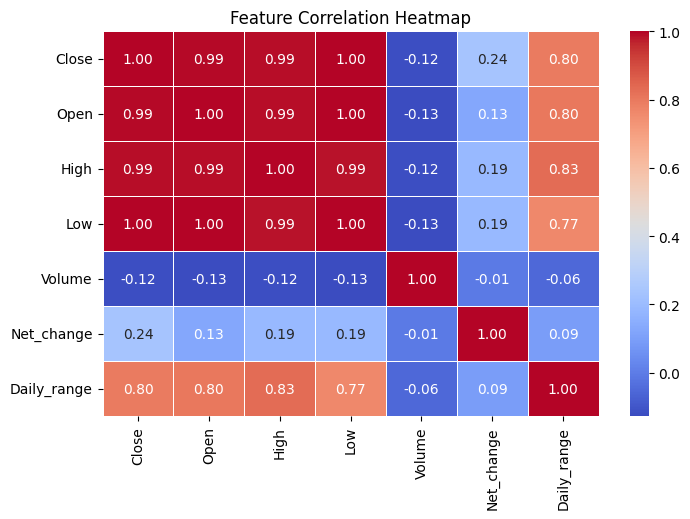 Feature Correlation Heatmap
Close 1.00 0.99 0.99 1.00 -0.12 0.24 0.80
Open 0.99 1.00 0.99 1.00 -0.13 0.13 0.80
High 0.99 0.99 1.00 0.99 -0.12 0.19 0.83
Low 1.00 1.00 0.99 1.00 -0.13 0.19 0.77
Volume -0.12 -0.13 -0.12 -0.13 1.00 -0.01 -0.06
Net_change 0.24 0.13 0.19 0.19 -0.01 1.00 0.09
Daily_range 0.80 0.80 0.83 0.77 -0.06 0.09 1.00
Close Open High Low Volume Net_change Daily_range
1.0
0.8
0.6
0.4
0.2
0.0